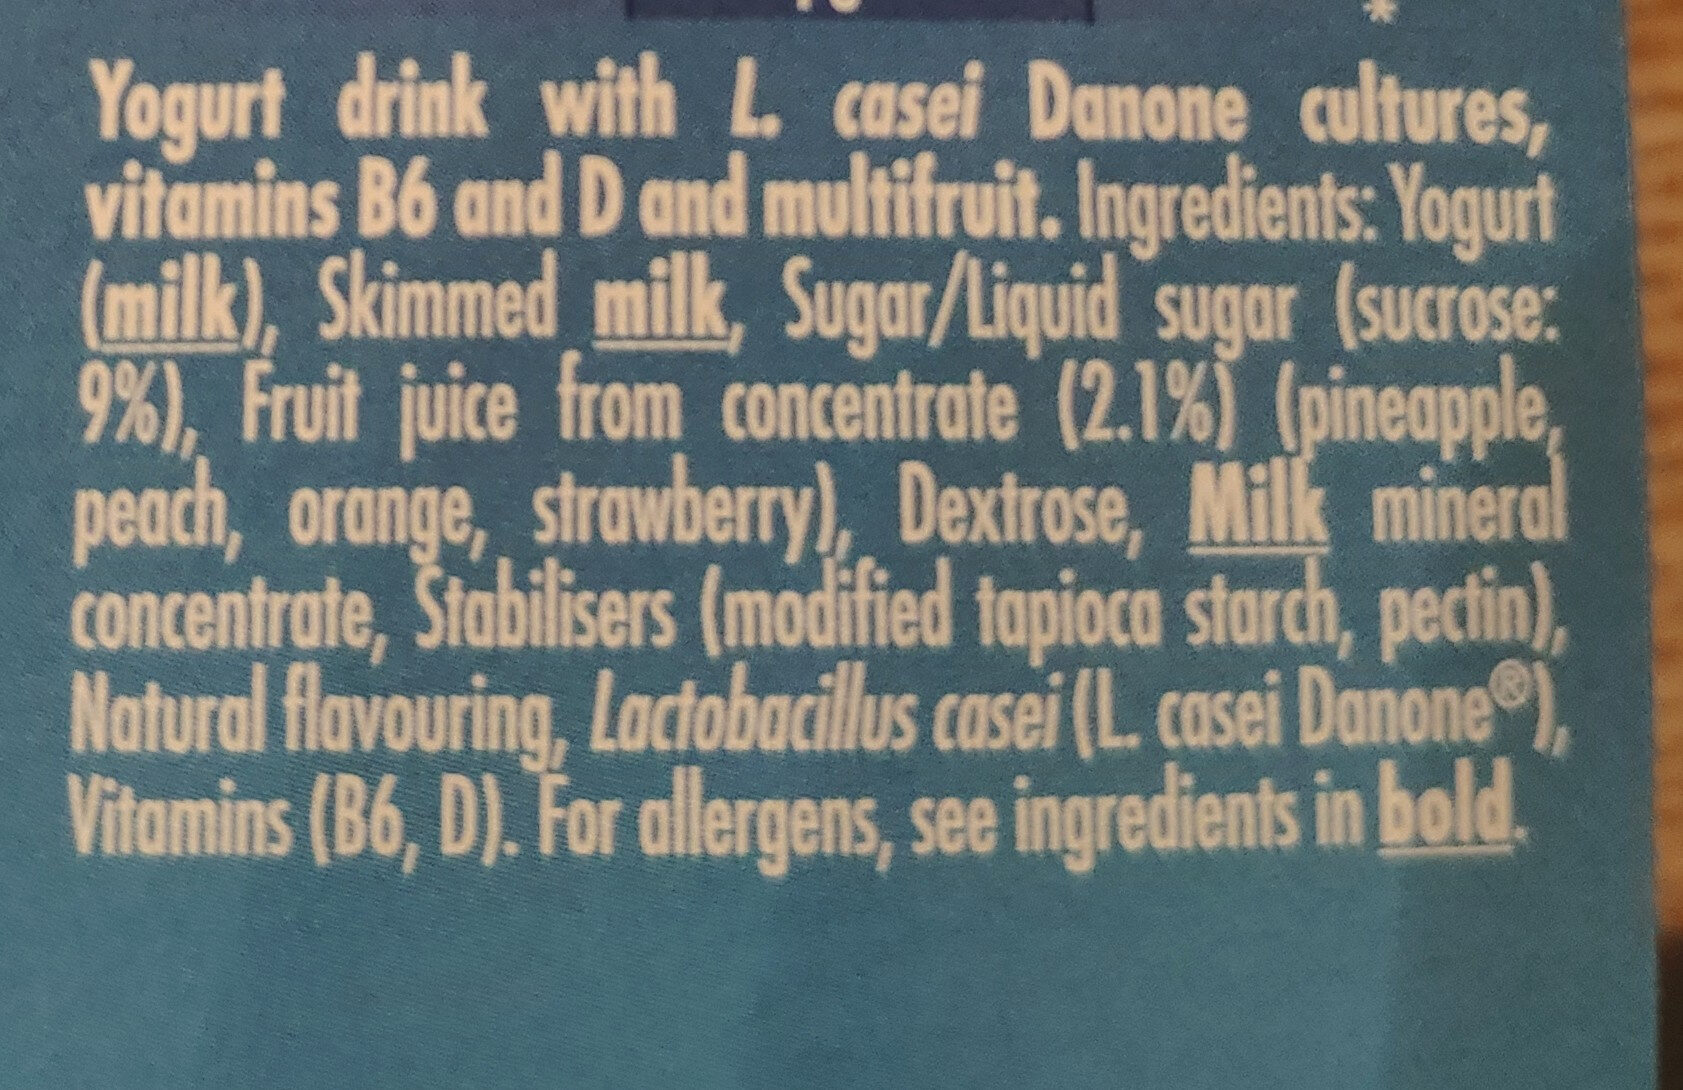 *
Yogurt drink with L. casei Danone cultures,
vitamins B6 and D and multifruit. Ingredients: Yogurt
(milk), Skimmed milk, Sugar/Liquid sugar (sucrose:
9%), Fruit juice from concentrate (2.1%) (pineapple,
peach, orange, strawberry), Dextrose, Milk mineral
concentrate, Stabilisers (modified tapioca starch, pectin),
Natural flavouring, Lactobacillus casei (L. casei Danone®),
Vitamins (B6, D). For allergens, see ingredients in bold.